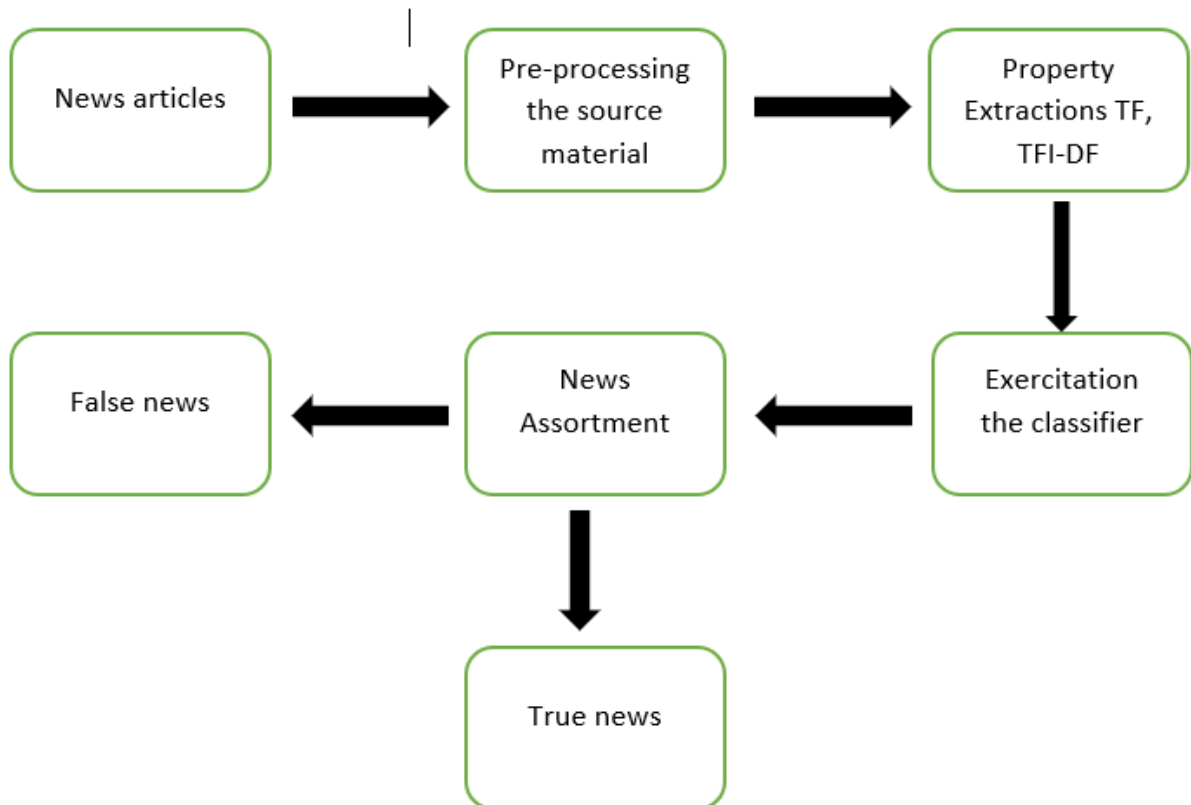 News articles
Pre-processing
the source
material
Property
Extractions TF,
TFI-DF
Exercitation
the classifier
News
Assortment
False news
True news